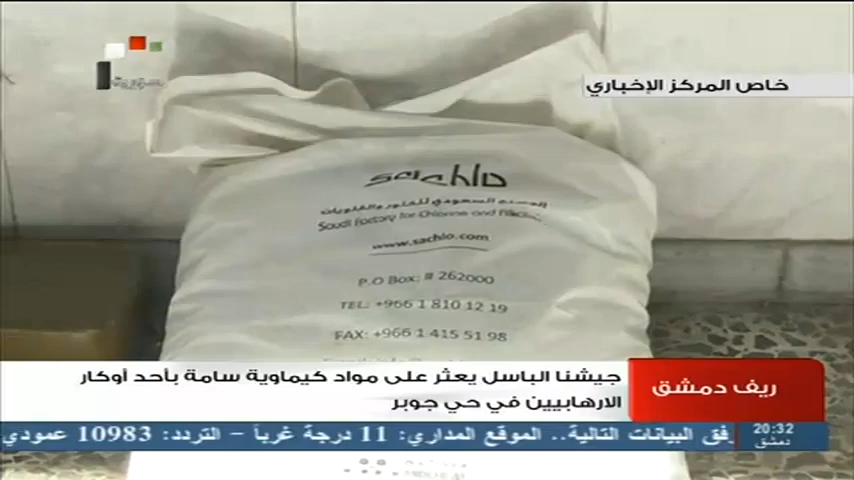 سورية
خاص المركز الإخباري
sachlo
المصنع السعودي للكلور والقلويات
Saudi Factory for Chlorine and
www.sachlo.com
P.O Box: # 262000
TEL: +966 1 810 12 19
FAX: +966 1 415 51 98
ريف دمشق
جيشنا الباسل يعثر على مواد كيماوية سامة بأحد أوكار
الارهابيين في حي جوبر
وفق البيانات التالية.. الموقع المداري: 11 درجة غرباً – التردد: 10983 عمودي
20:32
دمشق